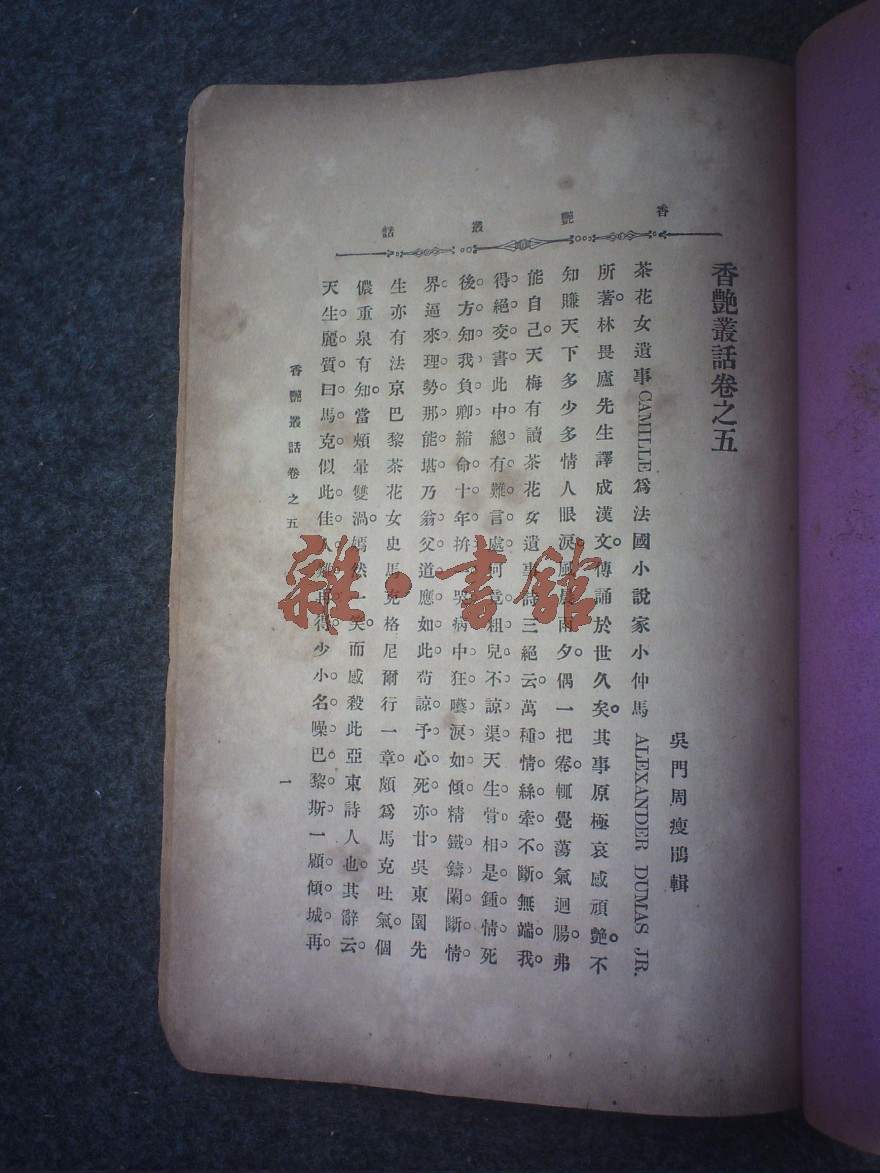 香艷叢話
香艷叢話卷之五
吳門周瘦鵑輯
茶花女遺事CAMILLE爲法國小說家小仲馬 ALEXANDER DUMAS JR.
所著。林畏廬先生譯成漢文。傳誦於世久矣。其事原極哀感頑艷。不
知賺天下多少多情人眼淚。風晨雨夕。偶一把卷。輒覺蕩氣迴腸。弗
能自己。天梅有讀茶花女遺事詩三絕云。萬種情絲牽不斷。無端我。
得。絕。交。書。此中。總有難。言。處。何意粗兒。不諒渠。天生骨相是鍾情。死
後。方。知。我負卿。縮命。十年。拚一哭。病中狂囈淚如傾。精鐵鑄闌斷情。
界。逼來。理勢那能堪。乃翁。父道應如此。苟諒。予心。死亦甘。吳東園先
生亦有法京巴黎茶花女史馬克格尼爾行一章。頗爲馬克吐氣。個
儂重泉有知。當頰暈雙渦。嫣然一笑。而感殺此亞東詩人也。其辭云。
天生。麗。質。曰。馬。克。似此。佳。人難再得。少小名。噪。巴黎。斯一顧。傾。城。再。
香艷叢話卷之五
一
雜·書館